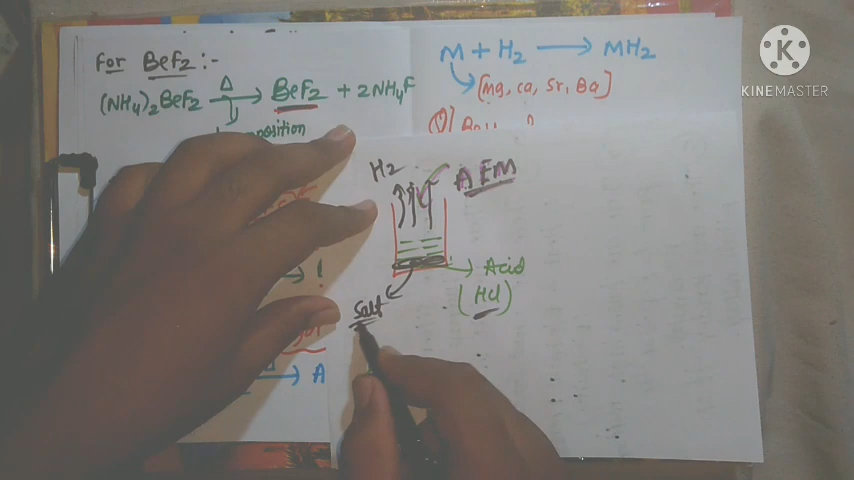 For BeF2:-
(NH4)2BeF2 Δ→ BeF2 + 2NH4F
M + H2 → MH2
[Mg, Ca, Sr, Ba]
H2
AEM
Acid
(HCl)
Salt
→ !
→ A
K
KINEMASTER